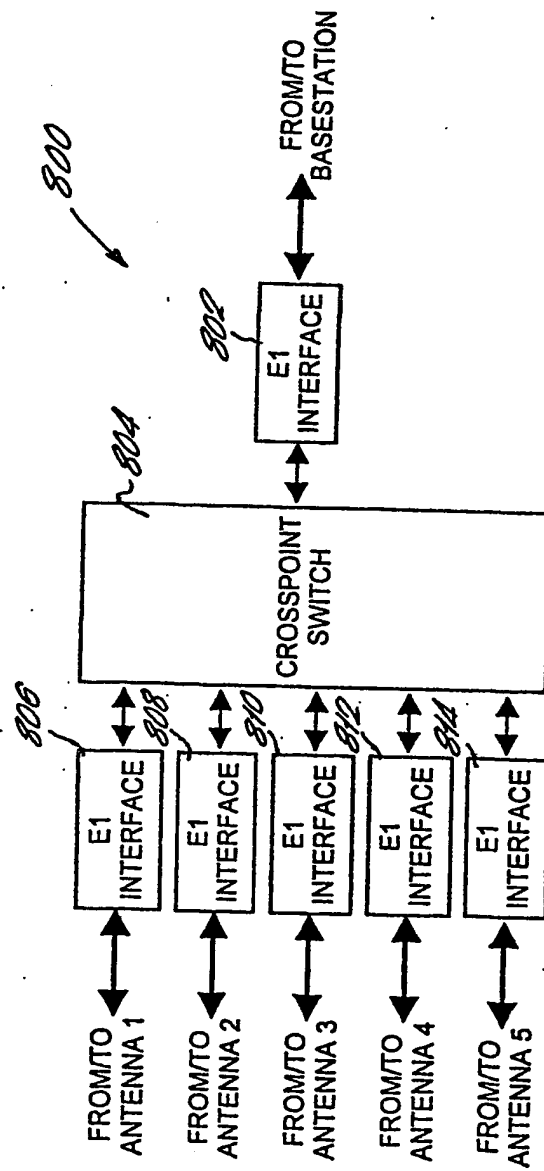 800
FROM/TO
BASESTATION
802
E1
INTERFACE
804
CROSSPOINT
SWITCH
806
E1
INTERFACE
FROM/TO
ANTENNA 1
808
E1
INTERFACE
FROM/TO
ANTENNA 2
810
E1
INTERFACE
FROM/TO
ANTENNA 3
812
E1
INTERFACE
FROM/TO
ANTENNA 4
814
E1
INTERFACE
FROM/TO
ANTENNA 5